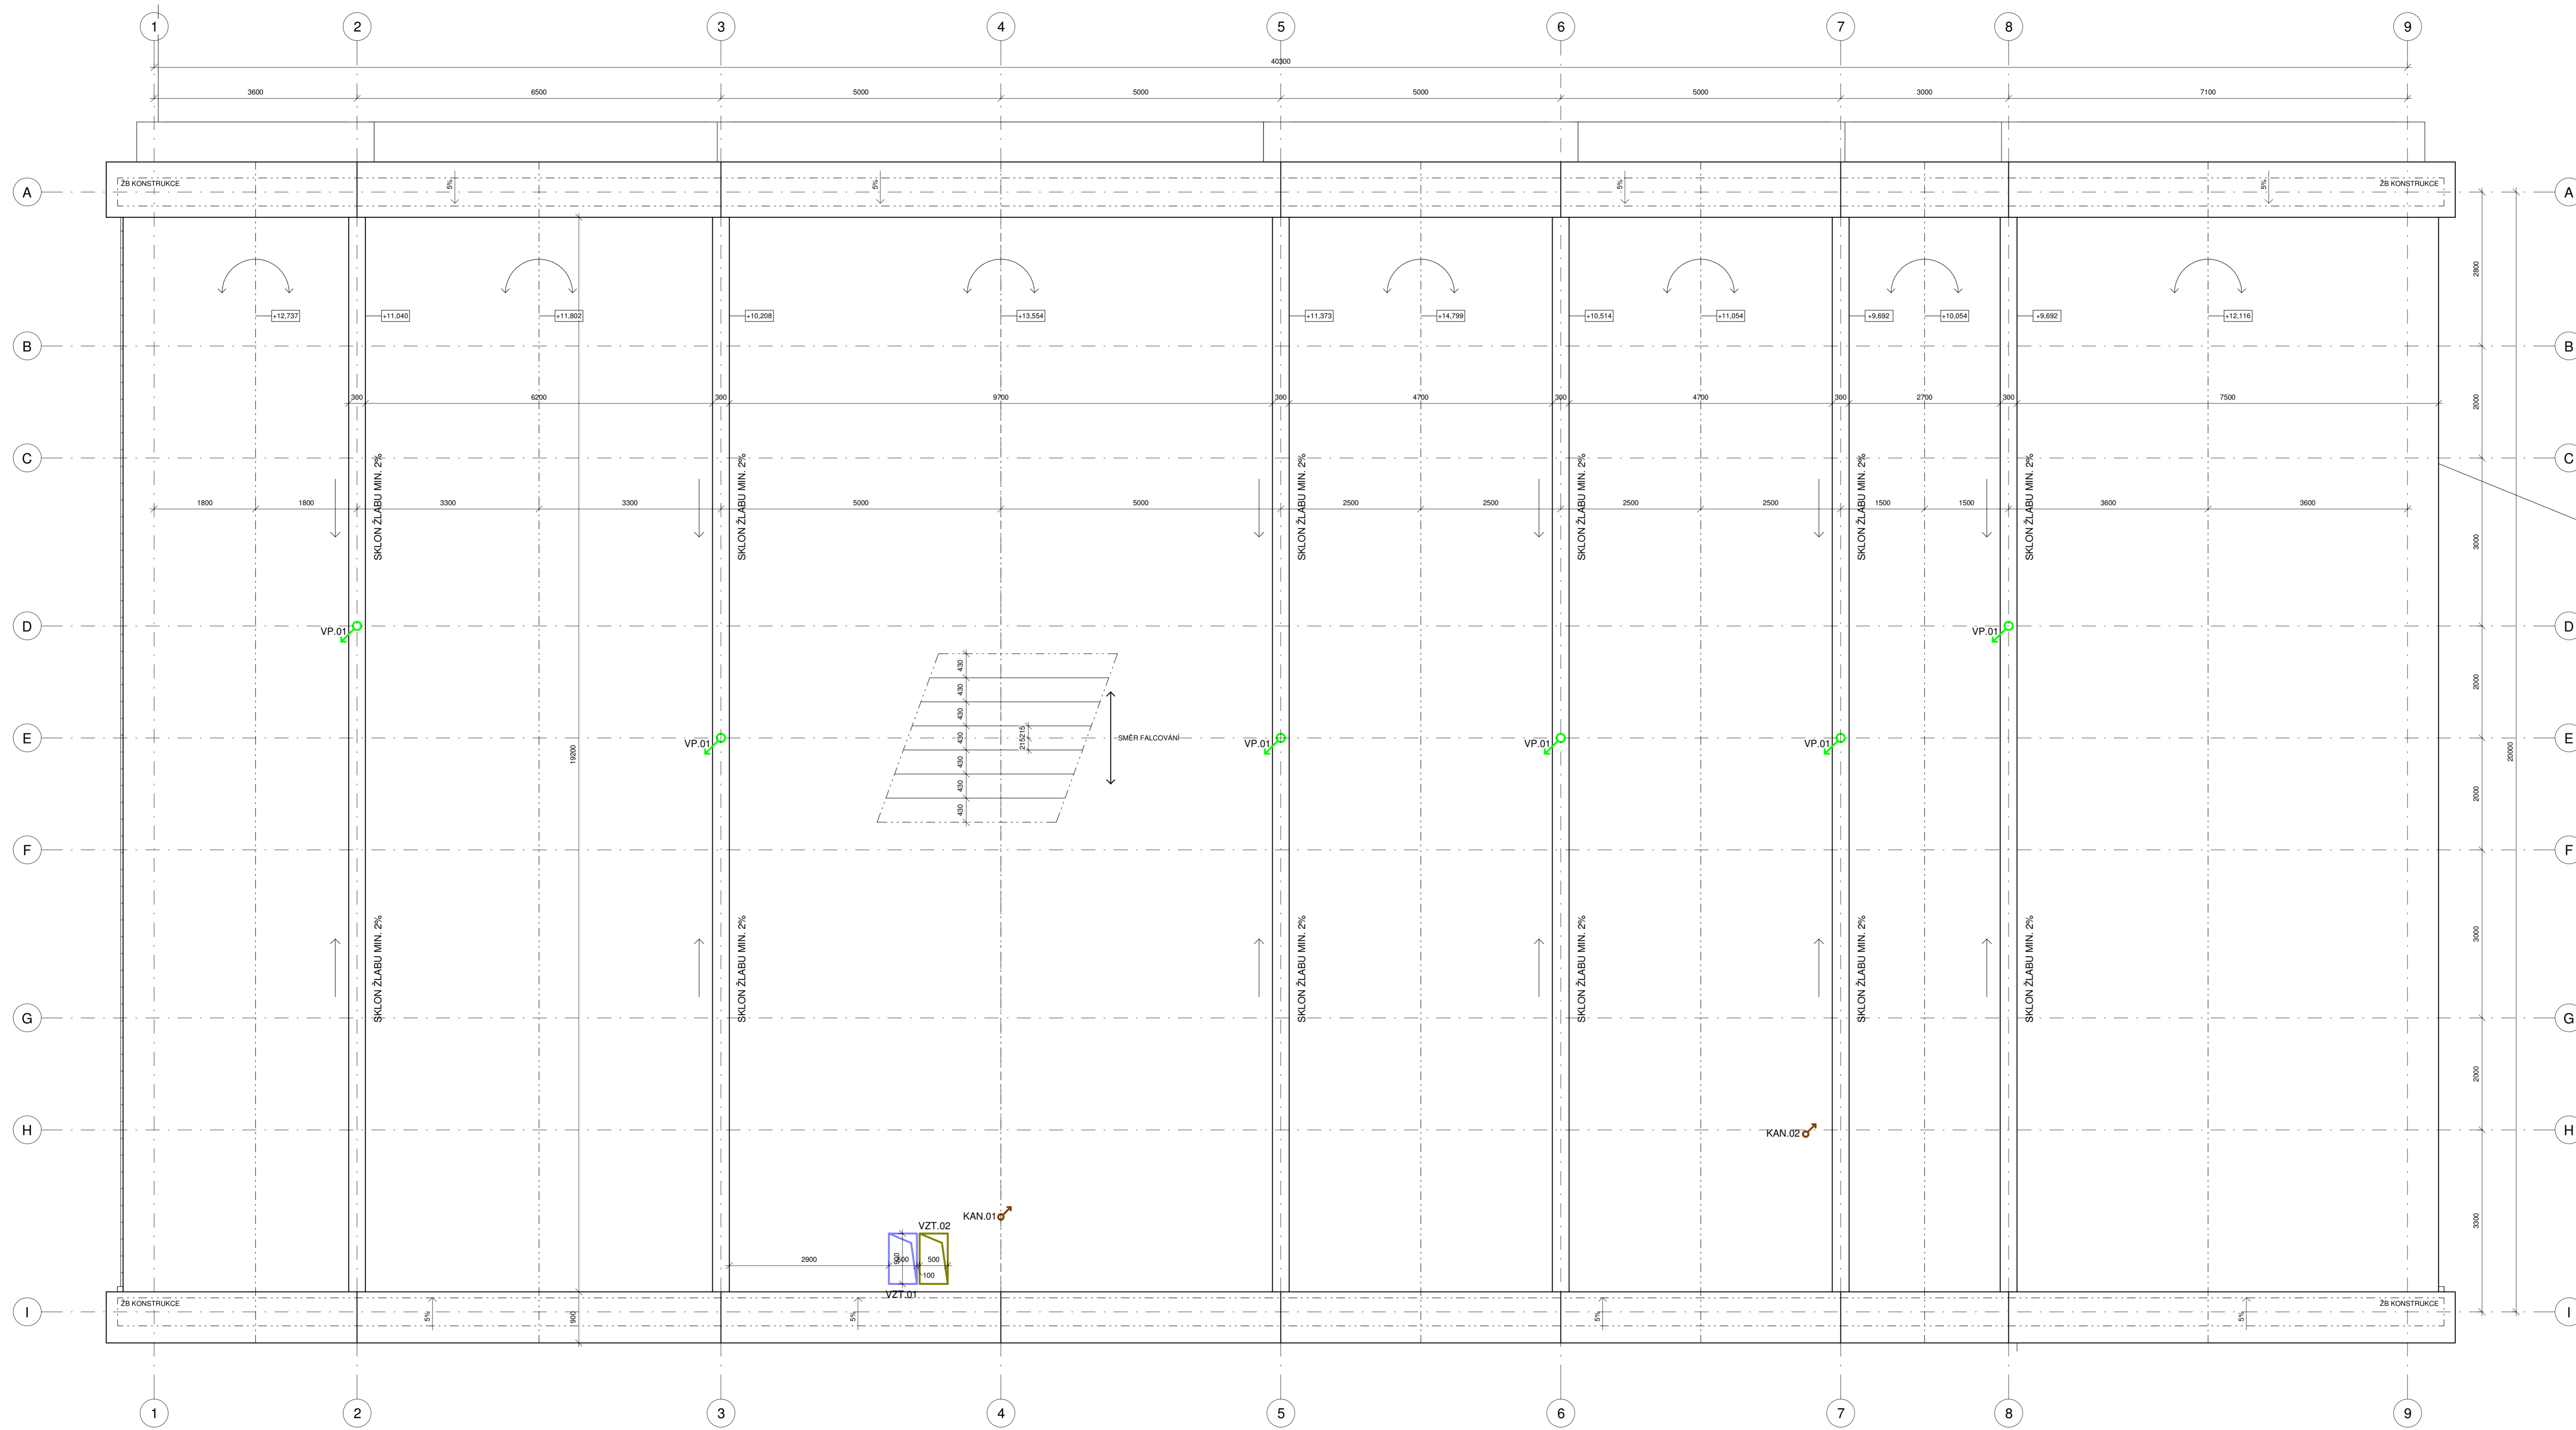 1 2 3 4 5 6 7 8 9
40300
3600 6500 5000 5000 5000 5000 3000 7100
A ŽB KONSTRUKCE 5% 5% 5% 5% ŽB KONSTRUKCE A
2800
+12,737 +11,040 +11,802 +10,208 +13,554 +11,373 +14,799 +10,514 +11,054 +9,692 +10,054 +9,692 +12,116
B B
300 6200 300 9700 300 4700 300 4700 300 2700 300 7500
2000
C C
SKLON ŽLABU MIN. 2%
SKLON ŽLABU MIN. 2%
SKLON ŽLABU MIN. 2%
SKLON ŽLABU MIN. 2%
SKLON ŽLABU MIN. 2%
SKLON ŽLABU MIN. 2%
1800 1800 3300 3300 5000 5000 2500 2500 2500 2500 1500 1500 3600 3600
3000
D VP.01 VP.01 D
430
430
430
430
430
430
430
215 215
2000
E VP.01 SMĚR FALCOVÁNÍ VP.01 VP.01 VP.01 E
19200
20000
2000
F F
SKLON ŽLABU MIN. 2%
SKLON ŽLABU MIN. 2%
SKLON ŽLABU MIN. 2%
SKLON ŽLABU MIN. 2%
SKLON ŽLABU MIN. 2%
SKLON ŽLABU MIN. 2%
3000
G G
2000
H KAN.02 H
KAN.01
VZT.02
3300
2900 900 500 500
100
VZT.01
ŽB KONSTRUKCE ŽB KONSTRUKCE
I 5% 900 5% 5% 5% I
1 2 3 4 5 6 7 8 9